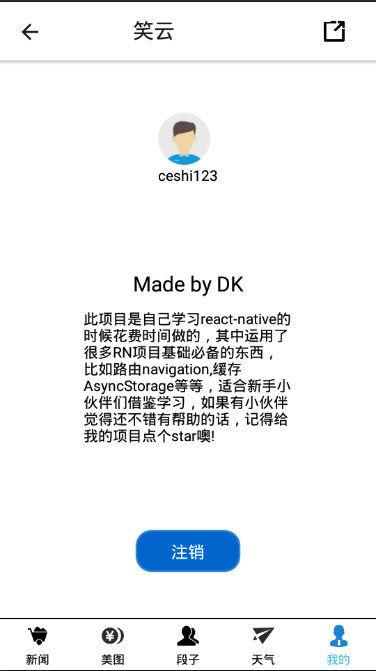 笑云
ceshi123
Made by DK
此项目是自己学习react-native的
时候花费时间做的，其中运用了
很多RN项目基础必备的东西，
比如路由navigation,缓存
AsyncStorage等等，适合新手小
伙伴们借鉴学习，如果有小伙伴
觉得还不错有帮助的话，记得给
我的项目点个star噢!
注销
新闻 美图 段子 天气 我的